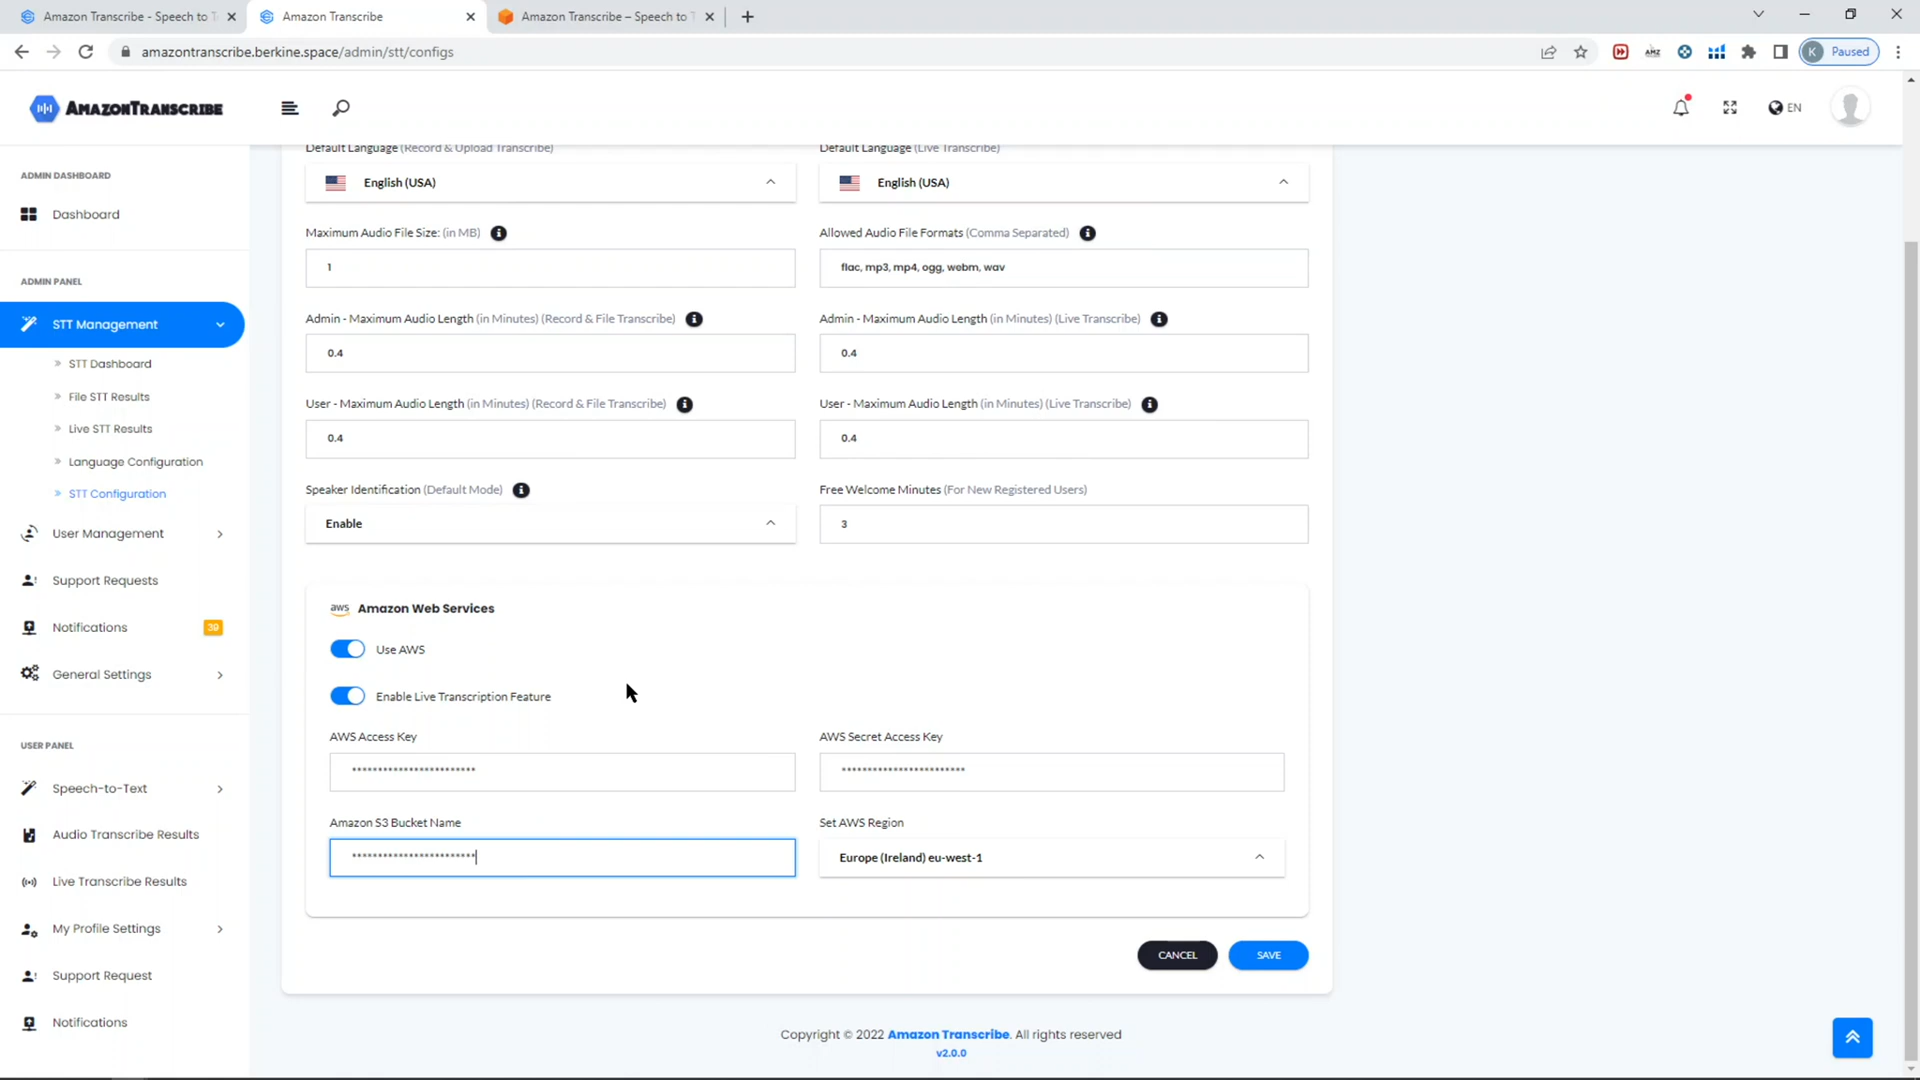 Amazon Transcribe - Speech to T
Amazon Transcribe
Amazon Transcribe – Speech to T
amazontranscribe.berkine.space/admin/stt/configs
AMZ
K Paused
AMAZONTRANSCRIBE
EN
ADMIN DASHBOARD
Dashboard
ADMIN PANEL
STT Management
STT Dashboard
File STT Results
Live STT Results
Language Configuration
STT Configuration
User Management
Support Requests
Notifications 39
General Settings
USER PANEL
Speech-to-Text
Audio Transcribe Results
Live Transcribe Results
My Profile Settings
Support Request
Notifications
Default Language (Record & Upload Transcribe)
English (USA)
Default Language (Live Transcribe)
English (USA)
Maximum Audio File Size: (in MB)
1
Allowed Audio File Formats (Comma Separated)
flac, mp3, mp4, ogg, webm, wav
Admin - Maximum Audio Length (in Minutes) (Record & File Transcribe)
0.4
Admin - Maximum Audio Length (in Minutes) (Live Transcribe)
0.4
User - Maximum Audio Length (in Minutes) (Record & File Transcribe)
0.4
User - Maximum Audio Length (in Minutes) (Live Transcribe)
0.4
Speaker Identification (Default Mode)
Enable
Free Welcome Minutes (For New Registered Users)
3
aws Amazon Web Services
Use AWS
Enable Live Transcription Feature
AWS Access Key
*************************
AWS Secret Access Key
*************************
Amazon S3 Bucket Name
*************************
Set AWS Region
Europe (Ireland) eu-west-1
CANCEL
SAVE
Copyright © 2022 Amazon Transcribe. All rights reserved
v2.0.0